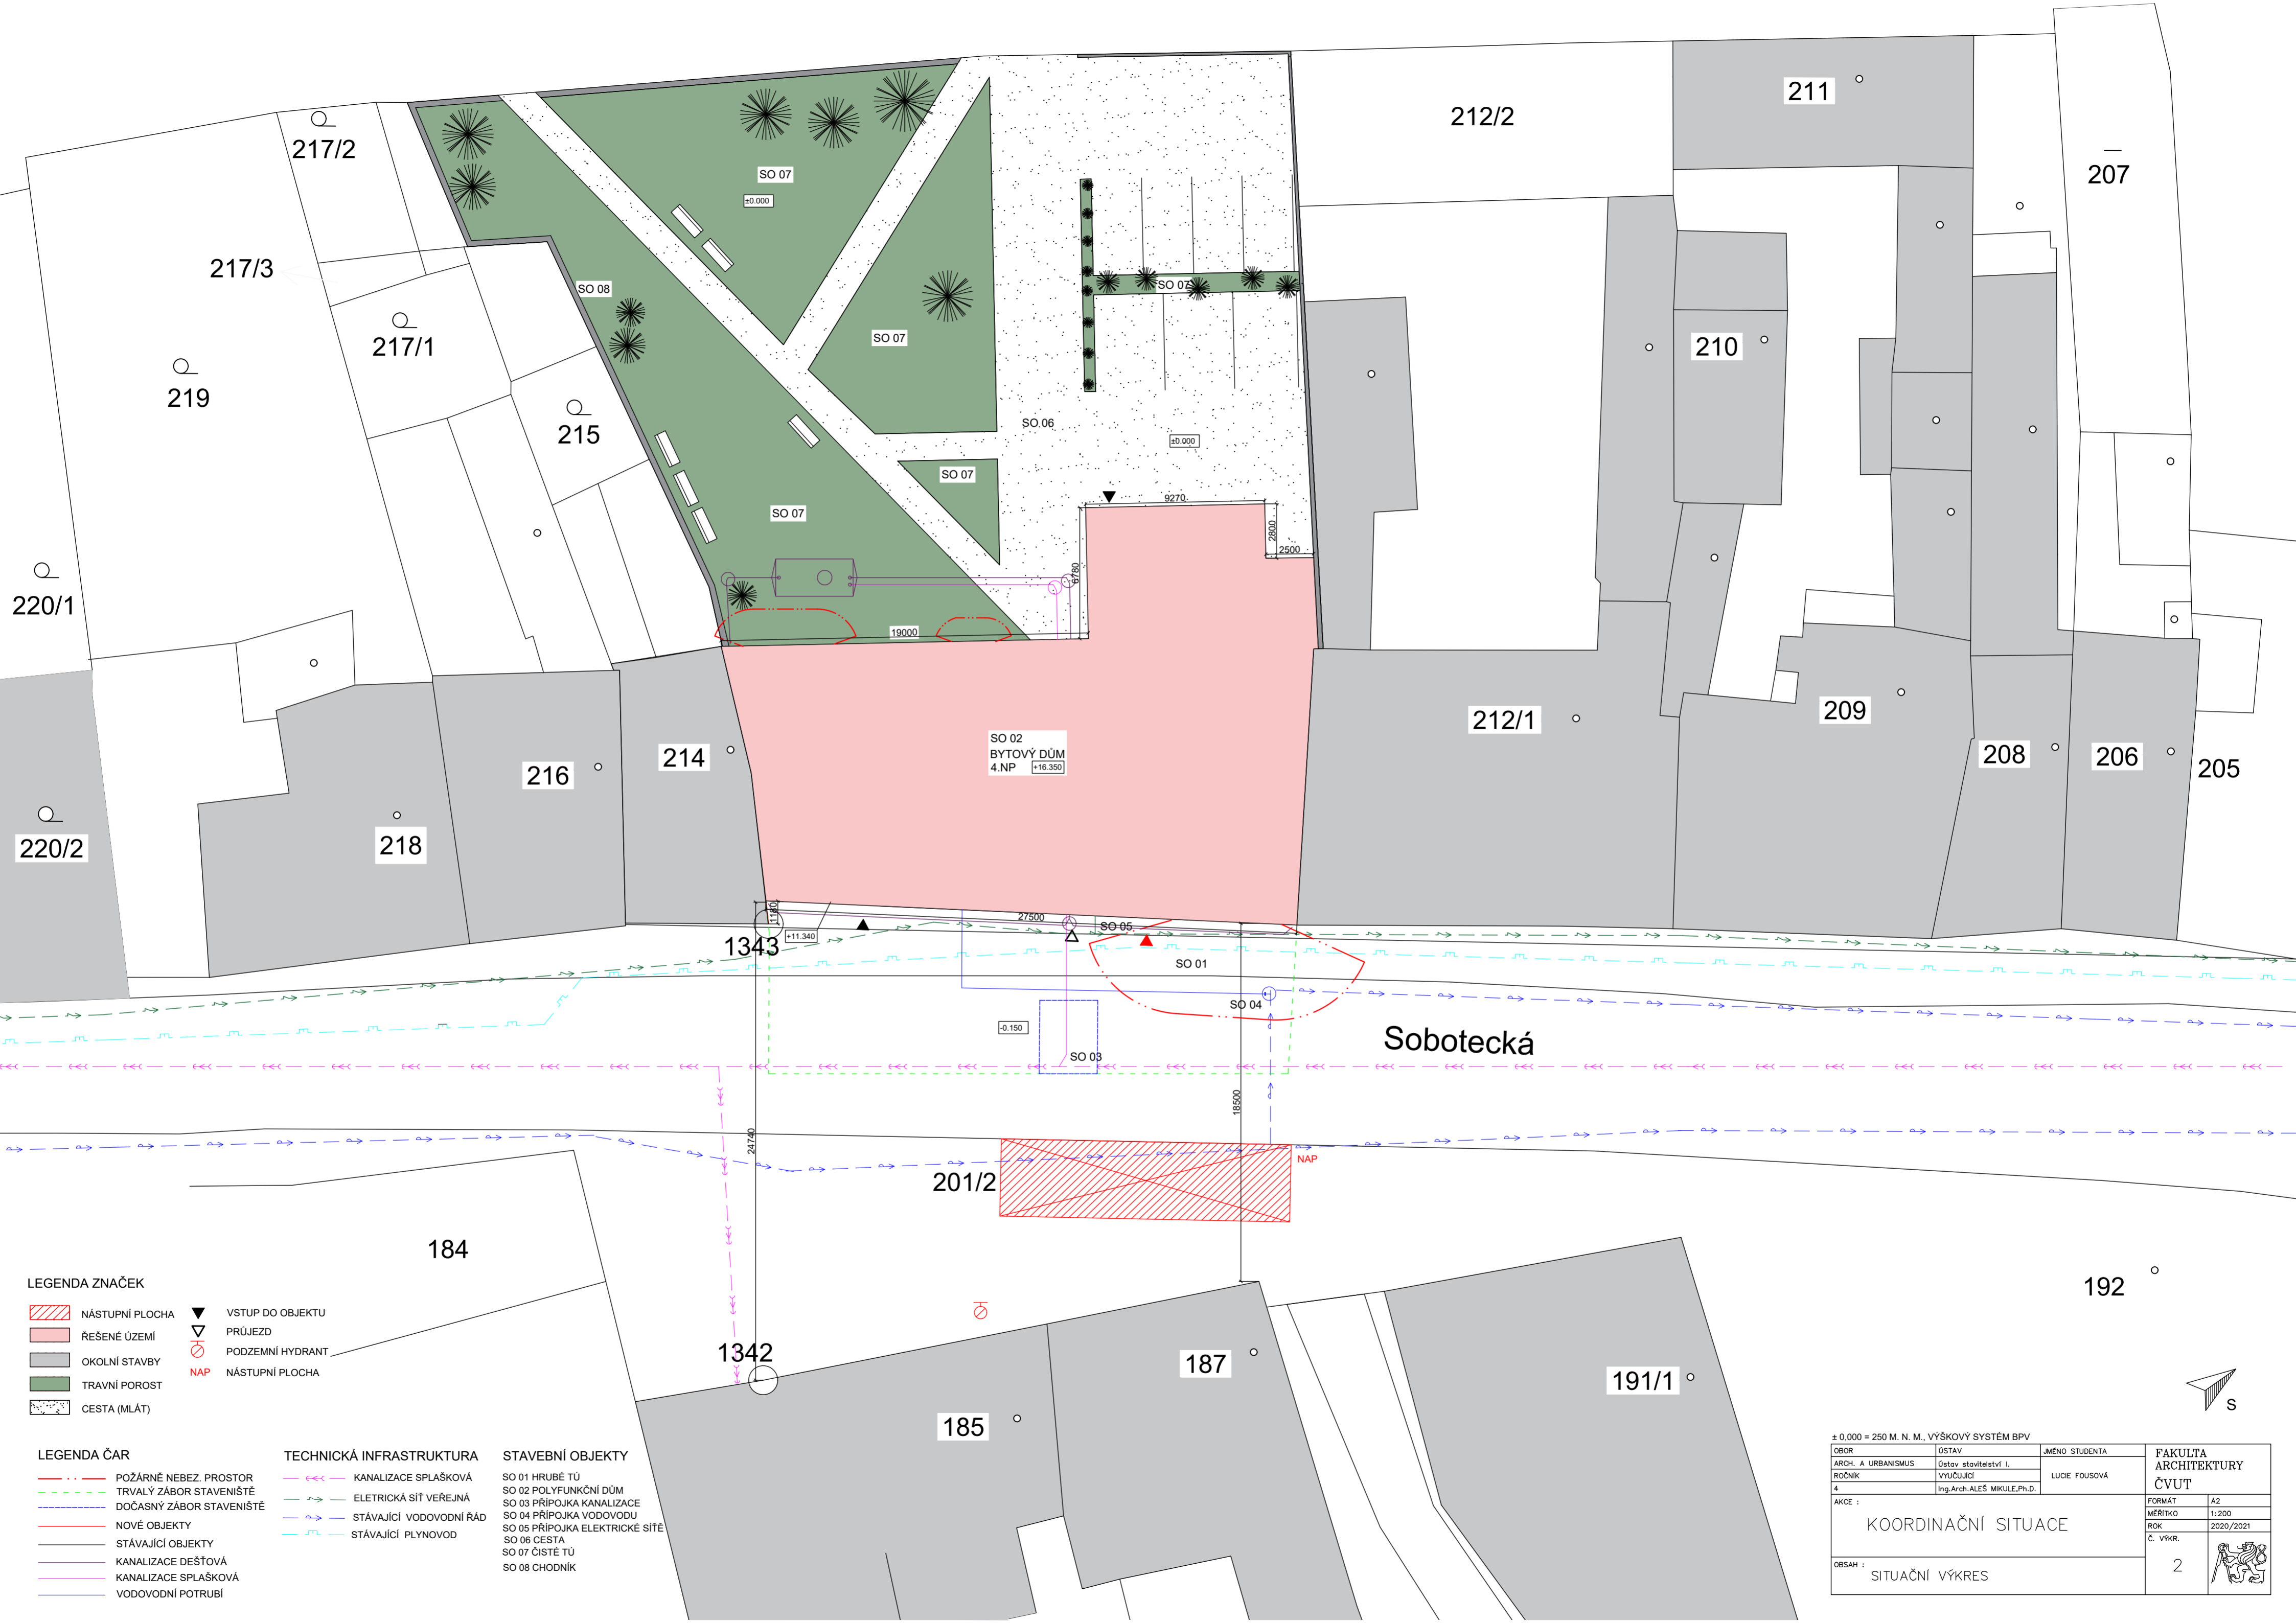 211
212/2
217/2
207
SO 07
±0.000
217/3
SO 08
SO 07
217/1
SO 07
210
219
SO 06
215
±0.000
SO 07
9270
SO 07
2800
2500
6780
220/1
19000
212/1
209
SO 02
BYTOVÝ DŮM
4.NP
+16.350
214
208
206
205
216
218
220/2
1180
27500
SO 05
+11.340
1343
SO 01
SO 04
-0.150
Sobotecká
SO 03
18500
24740
NAP
201/2
184
192
1342
187
191/1
185
S
LEGENDA ZNAČEK
NÁSTUPNÍ PLOCHA
ŘEŠENÉ ÚZEMÍ
OKOLNÍ STAVBY
TRAVNÍ POROST
CESTA (MLÁT)
VSTUP DO OBJEKTU
PRŮJEZD
PODZEMNÍ HYDRANT
NAP NÁSTUPNÍ PLOCHA
LEGENDA ČAR
POŽÁRNĚ NEBEZ. PROSTOR
TRVALÝ ZÁBOR STAVENIŠTĚ
DOČASNÝ ZÁBOR STAVENIŠTĚ
NOVÉ OBJEKTY
STÁVAJÍCÍ OBJEKTY
KANALIZACE DEŠŤOVÁ
KANALIZACE SPLAŠKOVÁ
VODOVODNÍ POTRUBÍ
TECHNICKÁ INFRASTRUKTURA
KANALIZACE SPLAŠKOVÁ
ELETRICKÁ SÍŤ VEŘEJNÁ
STÁVAJÍCÍ VODOVODNÍ ŘÁD
STÁVAJÍCÍ PLYNOVOD
STAVEBNÍ OBJEKTY
SO 01 HRUBÉ TÚ
SO 02 POLYFUNKČNÍ DŮM
SO 03 PŘÍPOJKA KANALIZACE
SO 04 PŘÍPOJKA VODOVODU
SO 05 PŘÍPOJKA ELEKTRICKÉ SÍTĚ
SO 06 CESTA
SO 07 ČISTÉ TÚ
SO 08 CHODNÍK
± 0,000 = 250 M. N. M., VÝŠKOVÝ SYSTÉM BPV
OBOR
ÚSTAV
JMÉNO STUDENTA
ARCH. A URBANISMUS
Ústav stavitelství I.
ROČNÍK
VYUČUJÍCÍ
LUCIE FOUSOVÁ
4
Ing.Arch.ALEŠ MIKULE,Ph.D.
FAKULTA
ARCHITEKTURY
ČVUT
AKCE :
KOORDINAČNÍ SITUACE
FORMÁT A2
MĚŘÍTKO 1:200
ROK 2020/2021
Č. VÝKR.
2
OBSAH :
SITUAČNÍ VÝKRES